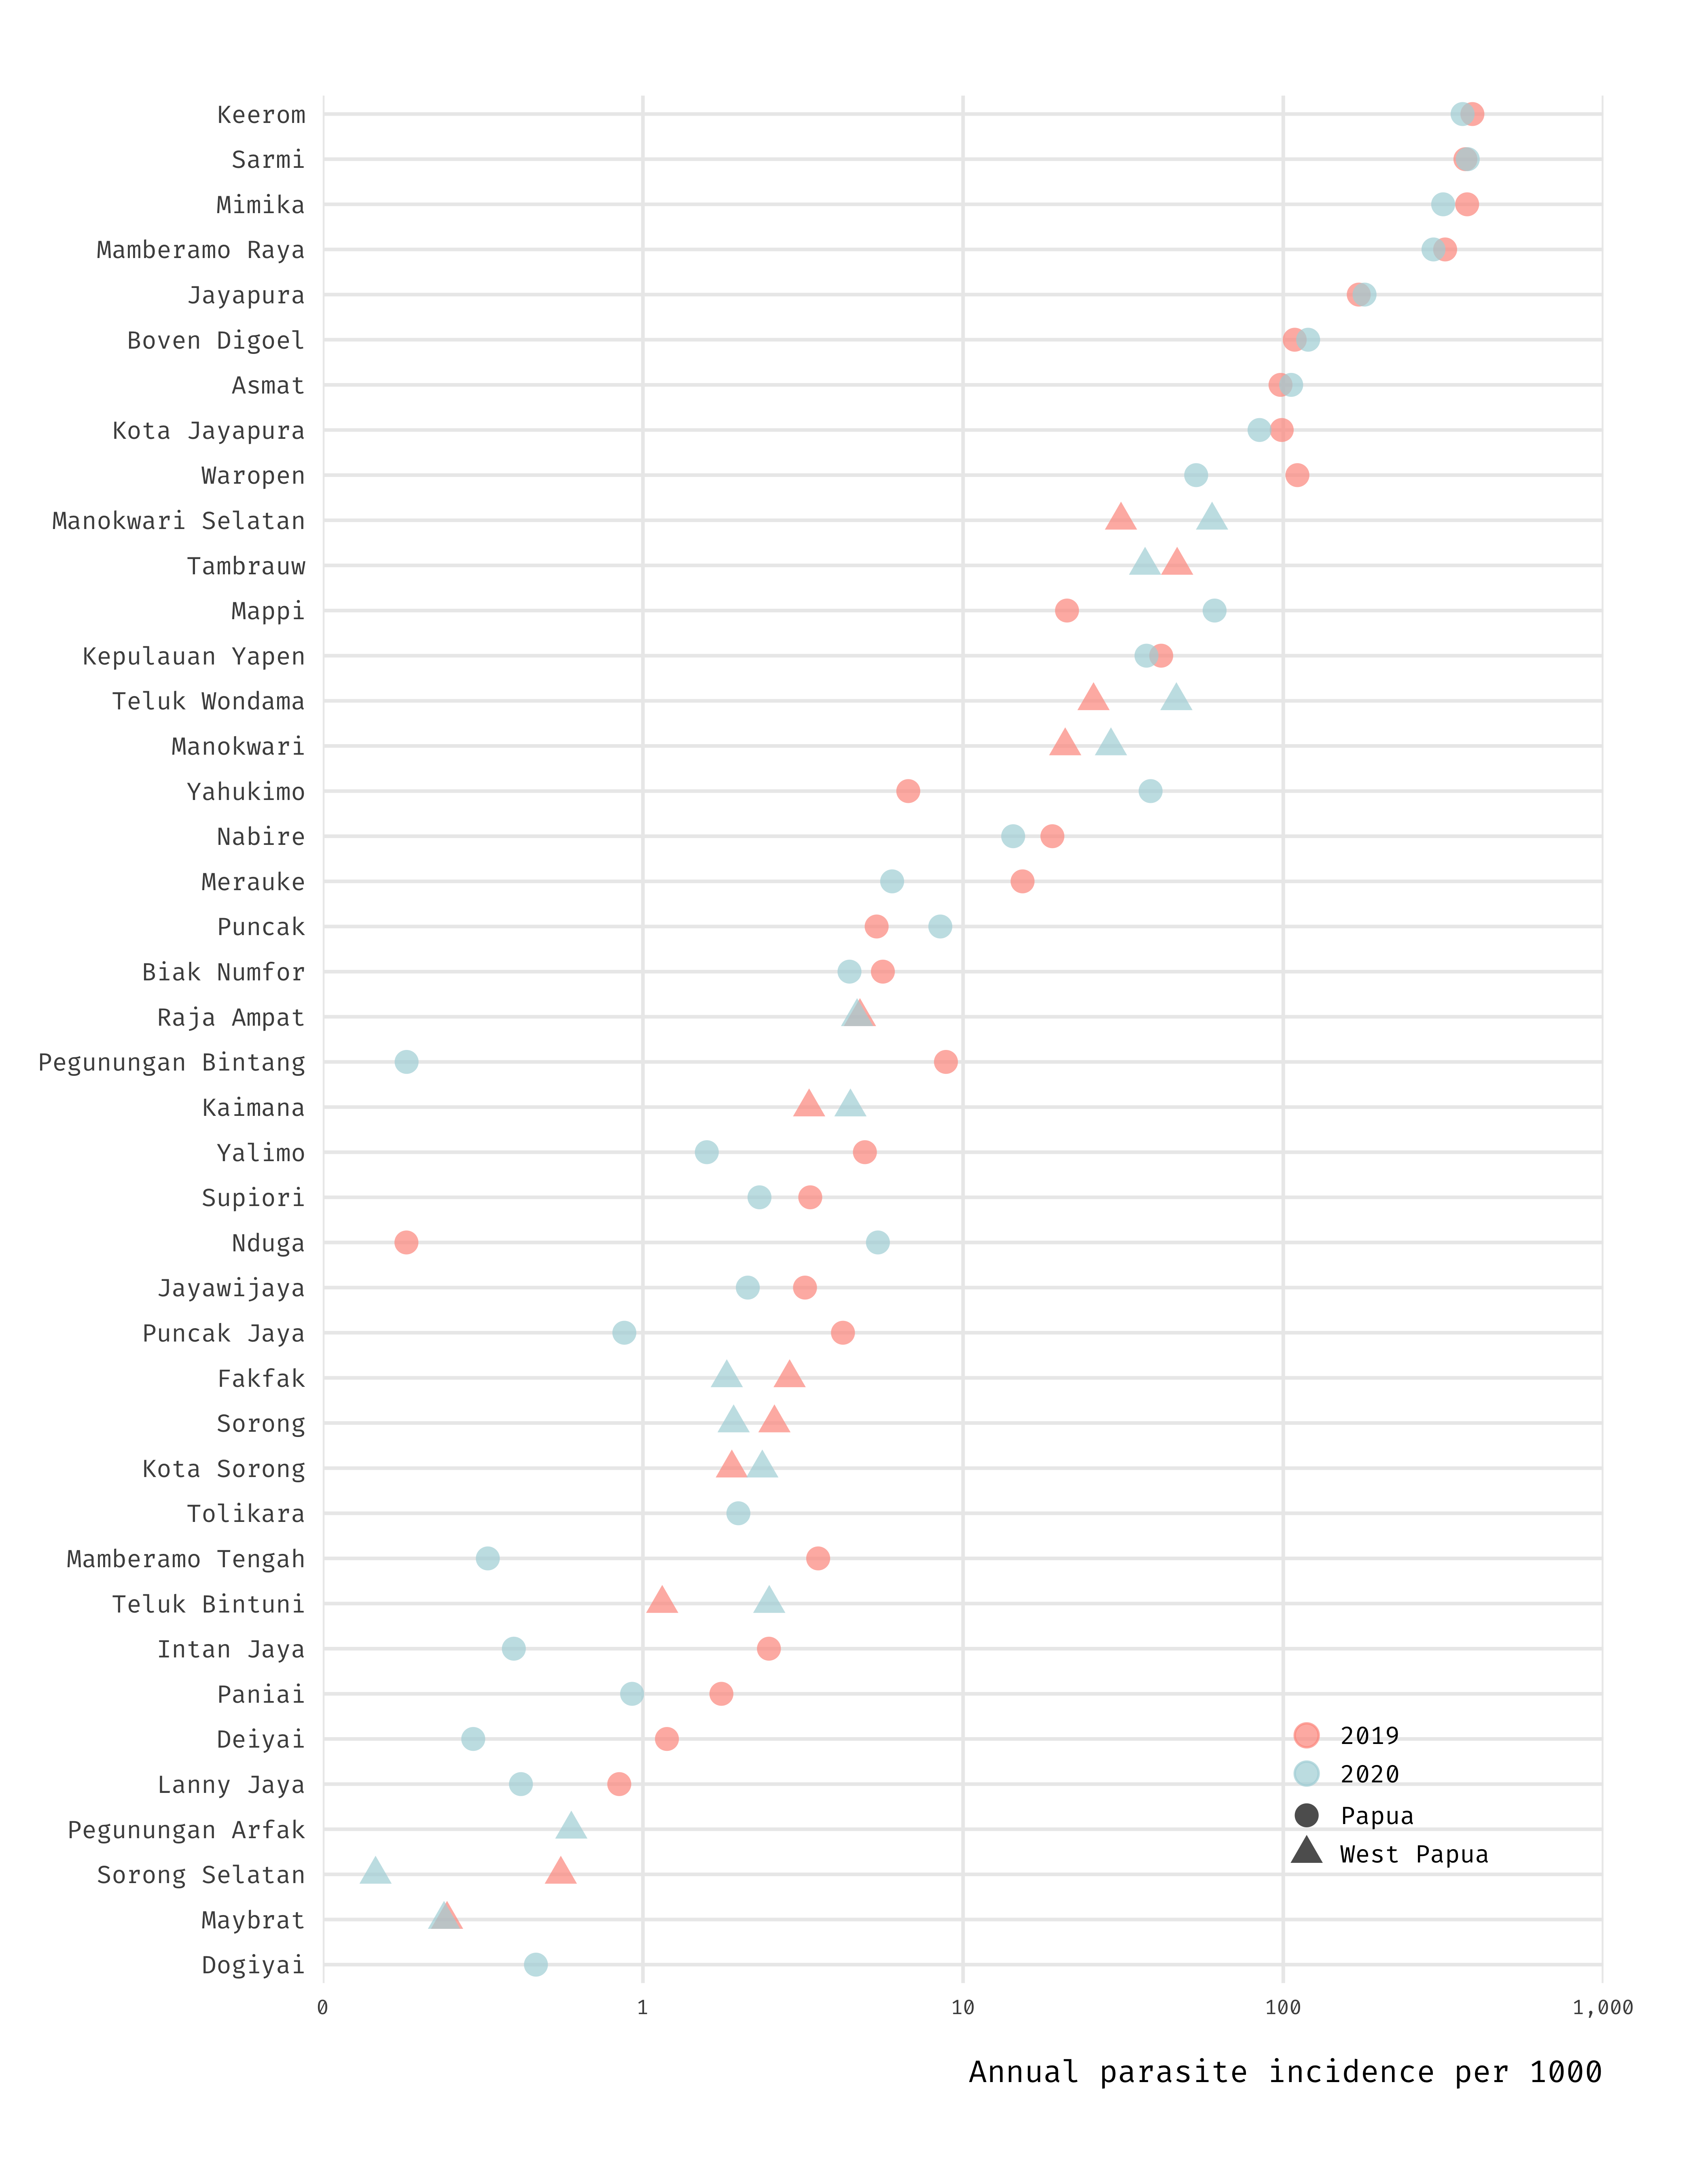 Keerom
Sarmi
Mimika
Mamberamo Raya
Jayapura
Boven Digoel
Asmat
Kota Jayapura
Waropen
Manokwari Selatan
Tambrauw
Mappi
Kepulauan Yapen
Teluk Wondama
Manokwari
Yahukimo
Nabire
Merauke
Puncak
Biak Numfor
Raja Ampat
Pegunungan Bintang
Kaimana
Yalimo
Supiori
Nduga
Jayawijaya
Puncak Jaya
Fakfak
Sorong
Kota Sorong
Tolikara
Mamberamo Tengah
Teluk Bintuni
Intan Jaya
Paniai
Deiyai
Lanny Jaya
Pegunungan Arfak
Sorong Selatan
Maybrat
Dogiyai
2019
2020
Papua
West Papua
0 1 10 100 1,000
Annual parasite incidence per 1000